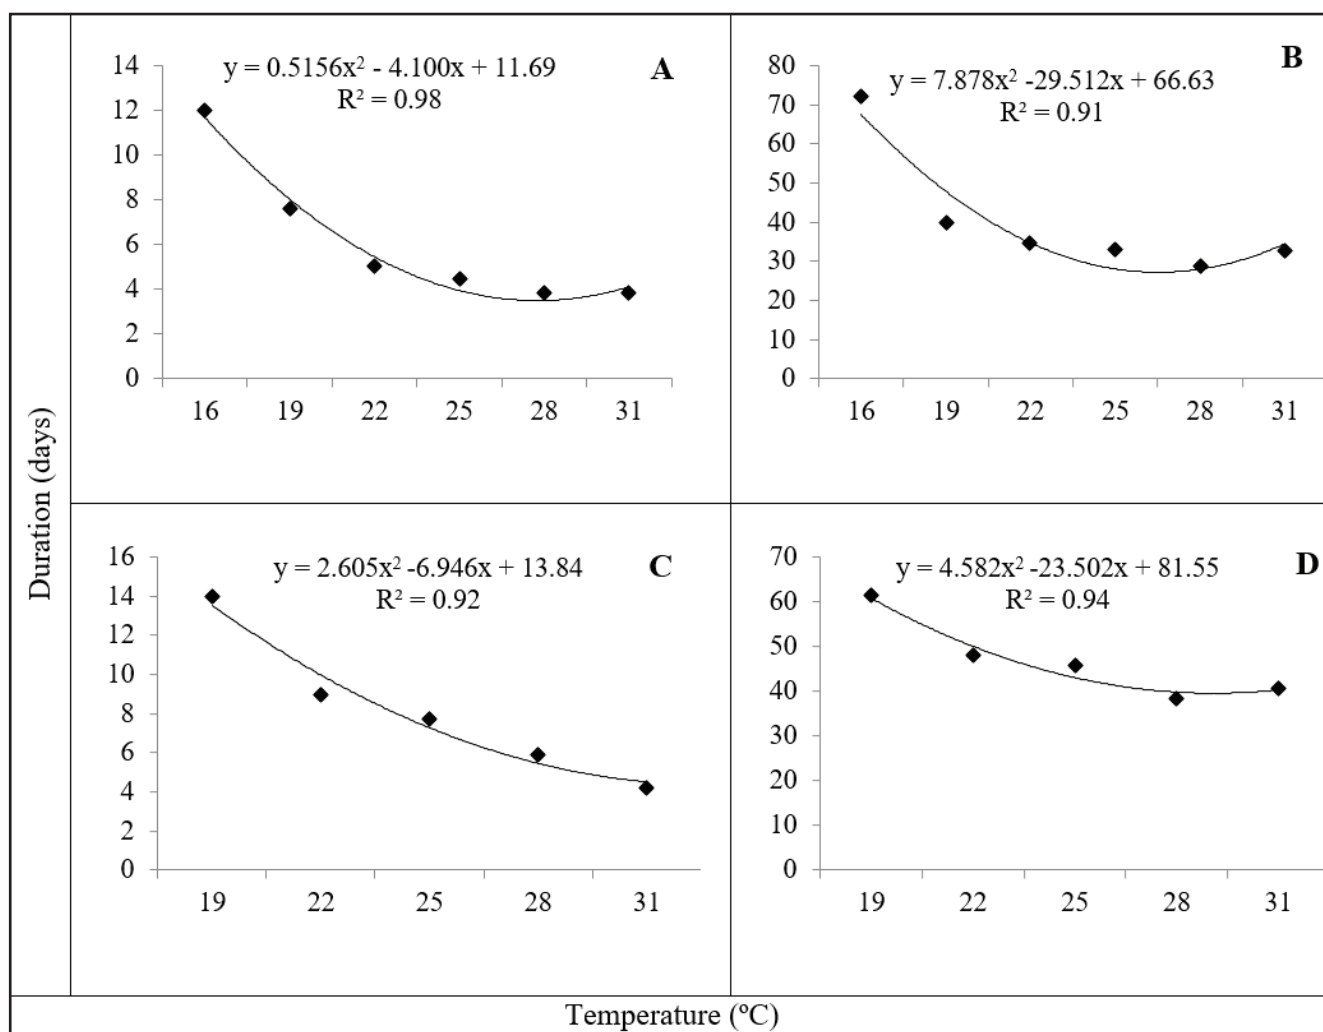 y = 0.5156x² - 4.100x + 11.69
R² = 0.98
A
14
12
10
8
6
4
2
0
16 19 22 25 28 31
y = 7.878x² -29.512x + 66.63
R² = 0.91
B
80
70
60
50
40
30
20
10
0
16 19 22 25 28 31
Duration (days)
y = 2.605x² -6.946x + 13.84
R² = 0.92
C
16
14
12
10
8
6
4
2
0
19 22 25 28 31
y = 4.582x² -23.502x + 81.55
R² = 0.94
D
70
60
50
40
30
20
10
0
19 22 25 28 31
Temperature (ºC)